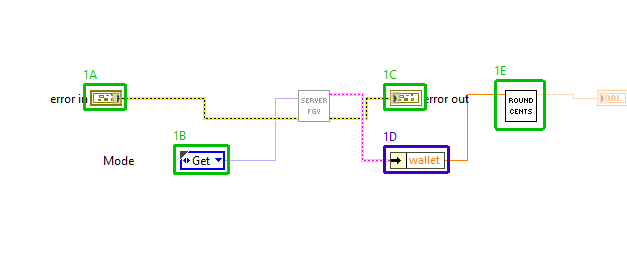 1A
error in
1B
Mode
Get
SERVER
FGV
1C
error out
1D
wallet
1E
ROUND
CENTS
DBL